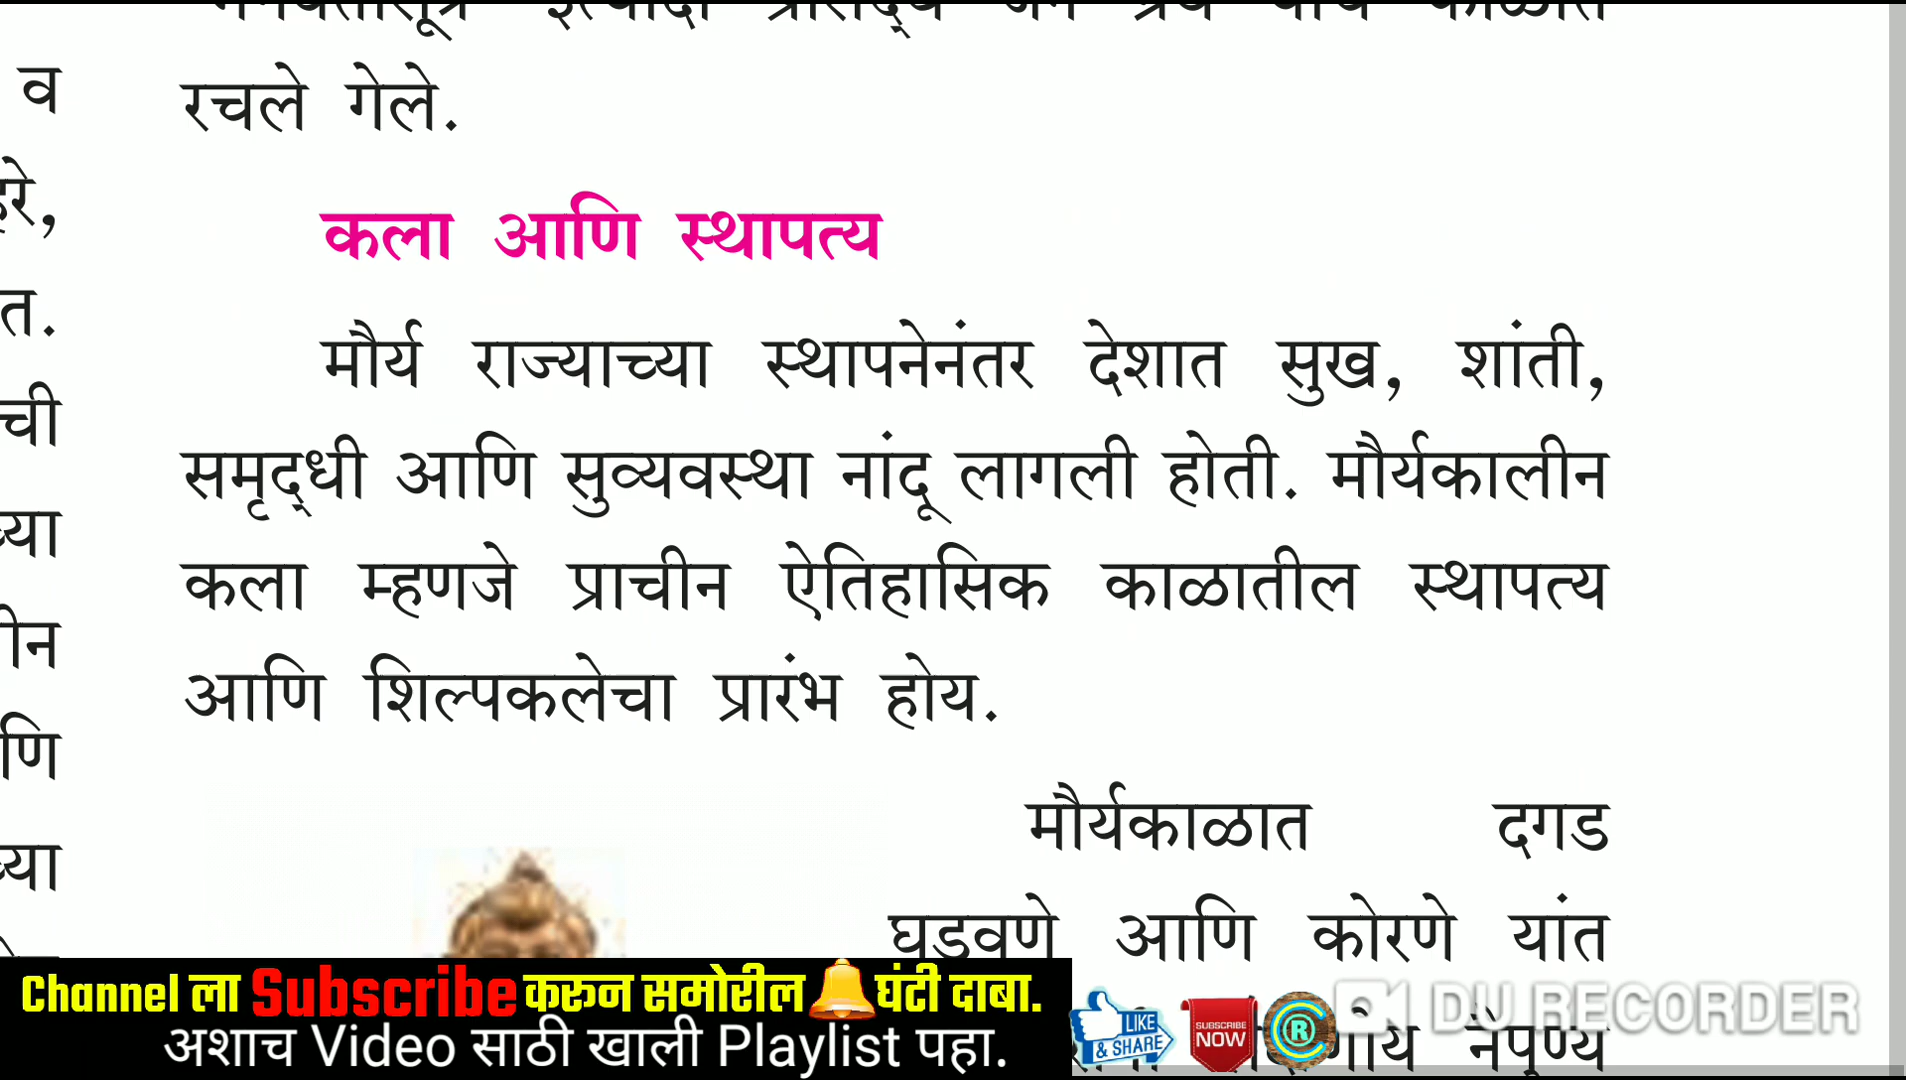 व
रे,
त.
ची
च्या
ीन
णि
च्या
रचले गेले.
कला आणि स्थापत्य
मौर्य राज्याच्या स्थापनेनंतर देशात सुख, शांती,
समृद्‌धी आणि सुव्यवस्था नांदू लागली होती. मौर्यकालीन
कला म्हणजे प्राचीन ऐतिहासिक काळातील स्थापत्य
आणि शिल्पकलेचा प्रारंभ होय.
मौर्यकाळात दगड
घडवणे आणि कोरणे यांत
नैपुण्य
Channel ला Subscribe करून समोरील घंटी दाबा.
अशाच Video साठी खाली Playlist पहा.
LIKE
& SHARE
SUBSCRIBE
NOW
R
DU RECORDER